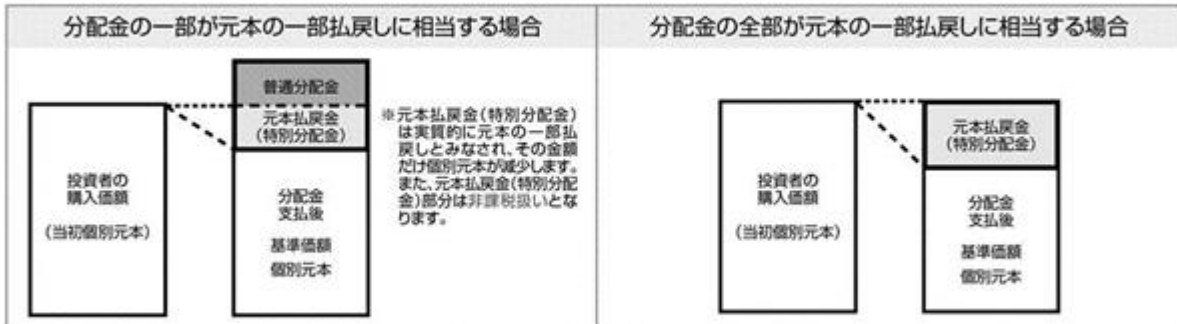 分配金の一部が元本の一部払戻しに相当する場合
普通分配金
元本払戻金
(特別分配金)
投資者の
購入価額
(当初個別元本)
分配金
支払後
基準価額
個別元本
※元本払戻金(特別分配金)
は実質的に元本の一部払
戻しとみなされ、その金額
だけ個別元本が減少します。
また、元本払戻金(特別分配
金)部分は非課税扱いとな
ります。
分配金の全部が元本の一部払戻しに相当する場合
元本払戻金
(特別分配金)
投資者の
購入価額
(当初個別元本)
分配金
支払後
基準価額
個別元本